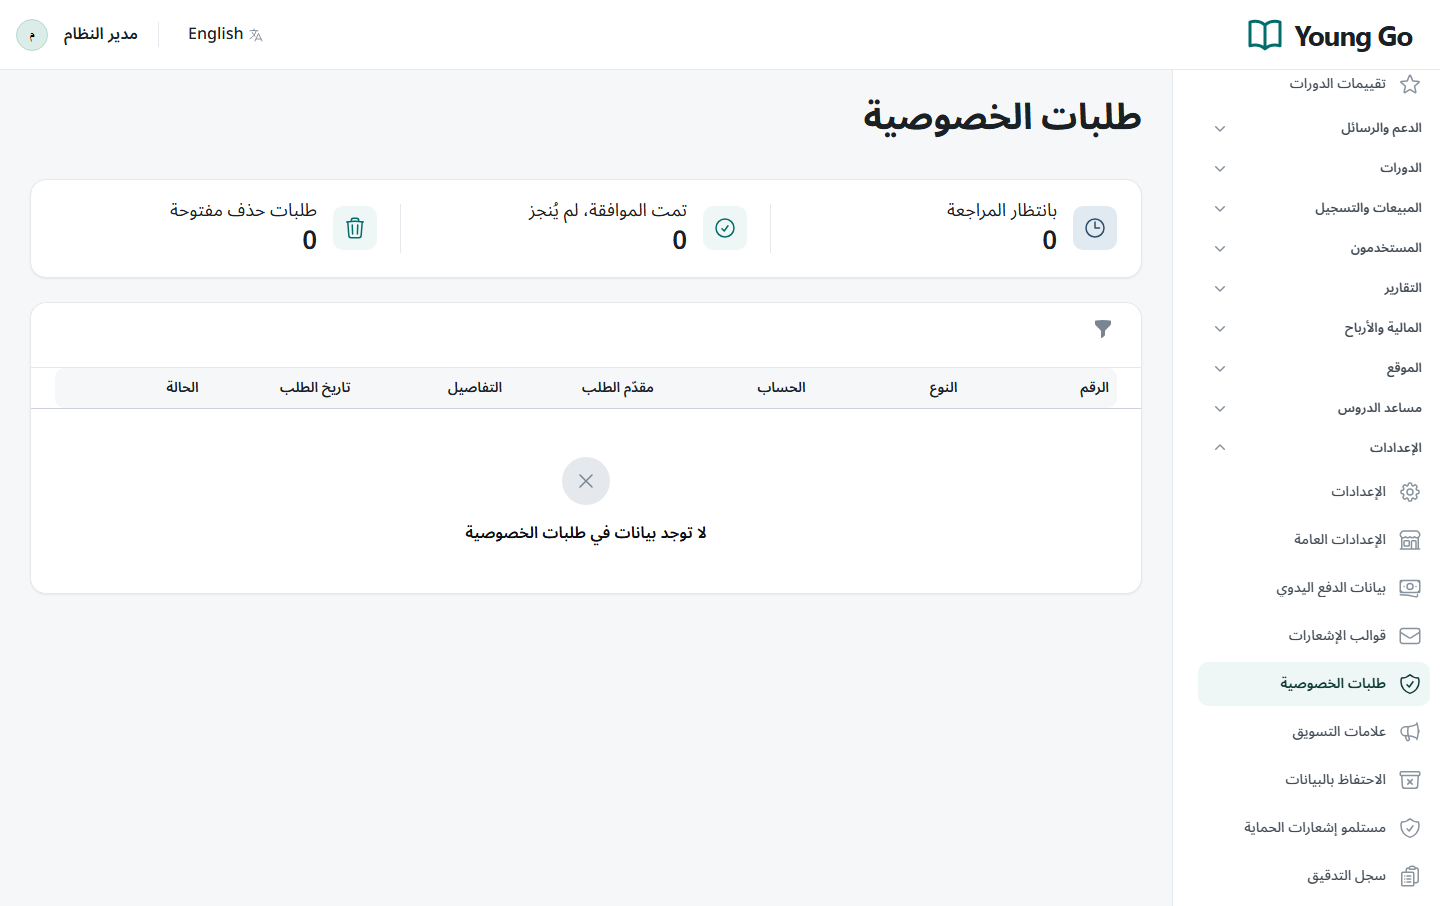 Young Go
English
مدير النظام
م
تقييمات الدورات
الدعم والرسائل
الدورات
المبيعات والتسجيل
المستخدمون
التقارير
المالية والأرباح
الموقع
مساعد الدروس
الإعدادات
الإعدادات
الإعدادات العامة
بيانات الدفع اليدوي
قوالب الإشعارات
طلبات الخصوصية
علامات التسويق
الاحتفاظ بالبيانات
مستلمو إشعارات الحماية
سجل التدقيق
طلبات الخصوصية
بانتظار المراجعة
0
تمت الموافقة، لم يُنجز
0
طلبات حذف مفتوحة
0
الرقم النوع الحساب مقدّم الطلب التفاصيل تاريخ الطلب الحالة
لا توجد بيانات في طلبات الخصوصية